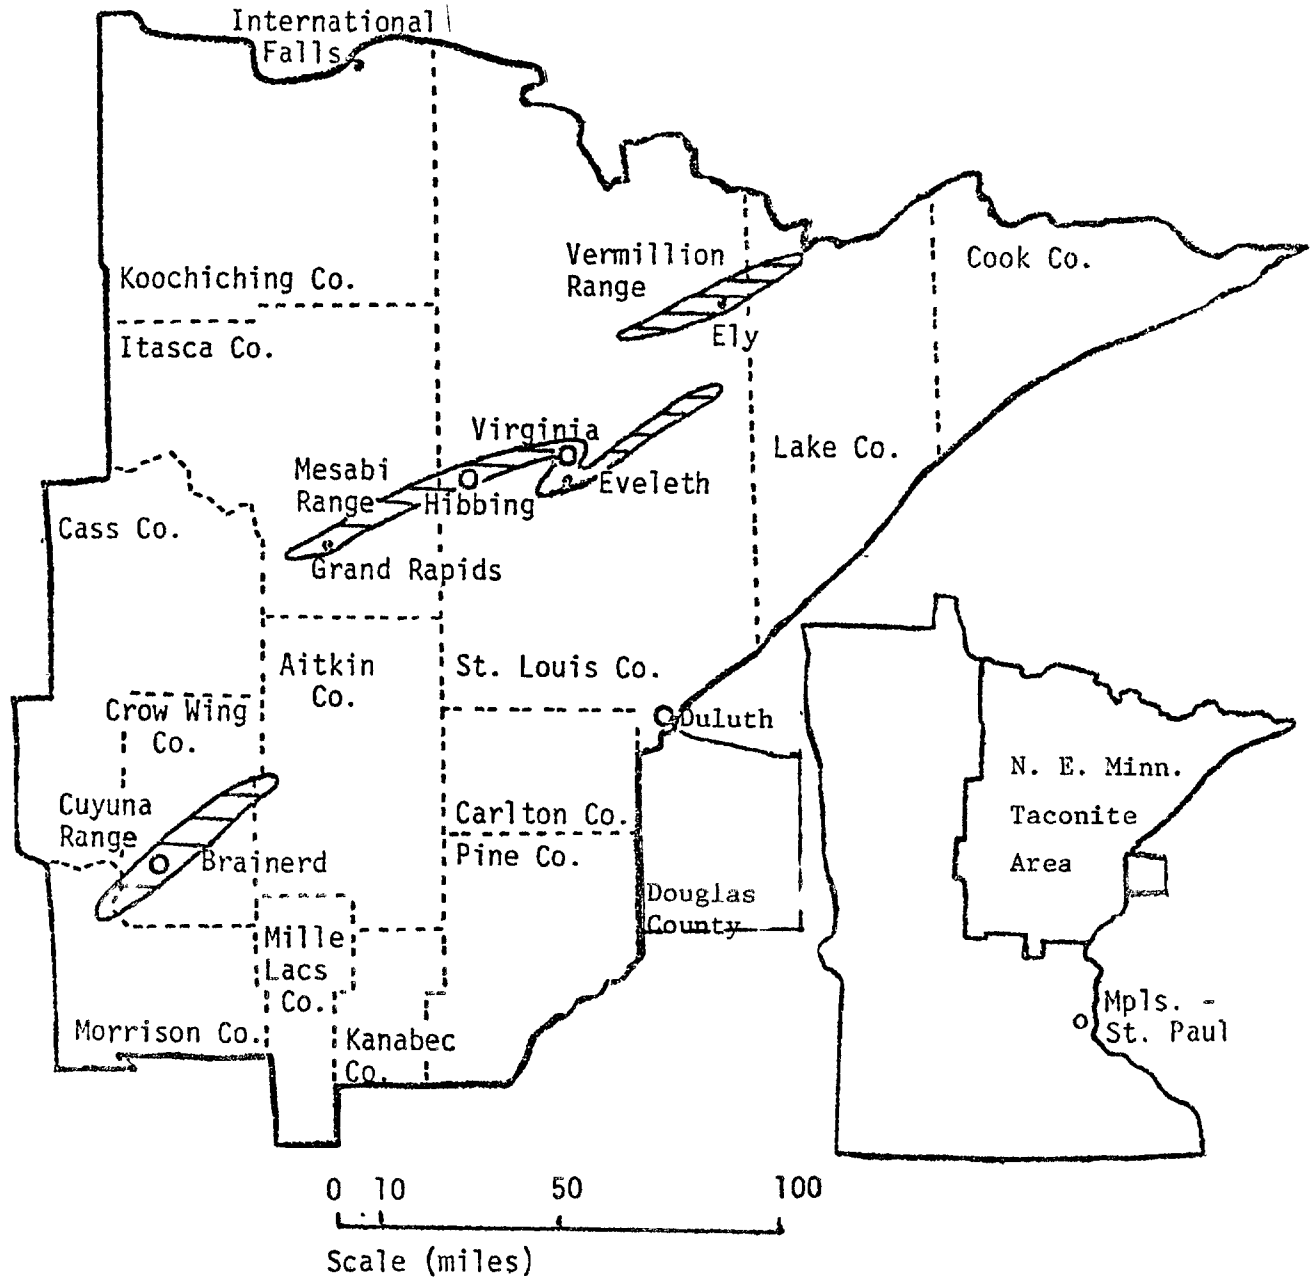 International
Falls
Vermillion
Range
Ely
Cook Co.
Koochiching Co.
Itasca Co.
Virginia
Lake Co.
Mesabi
Range
Hibbing
Eveleth
Cass Co.
Grand Rapids
Aitkin
Co.
St. Louis Co.
Crow Wing
Co.
Duluth
Cuyuna
Range
Brainerd
Carlton Co.
Pine Co.
Douglas
County
Mille
Lacs
Co.
Morrison Co.
Kanabec
Co.
N. E. Minn.
Taconite
Area
Mpls. -
St. Paul
0 10 50 100
Scale (miles)